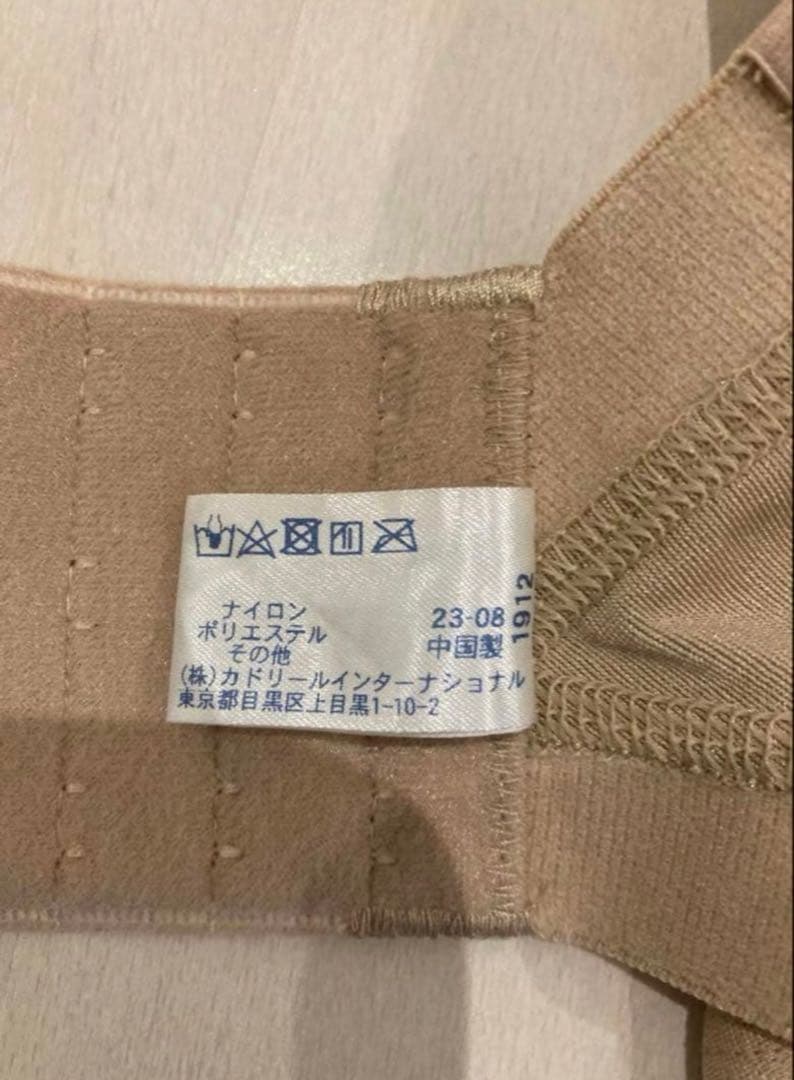 ナイロン
ポリエステル
その他
23-08
中国製
1912
(株)カドリールインターナショナル
東京都目黒区上目黒1-10-2